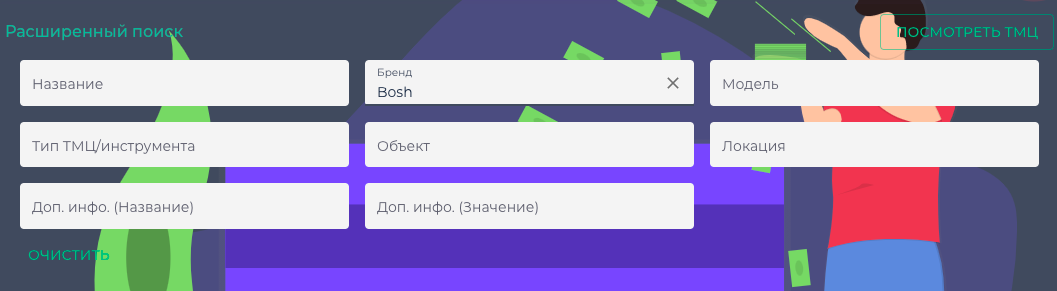 Расширенный поиск
ПОСМОТРЕТЬ ТМЦ
Название
Бренд
Bosh
Модель
Тип ТМЦ/инструмента
Объект
Локация
Доп. инфо. (Название)
Доп. инфо. (Значение)
ОЧИСТИТЬ